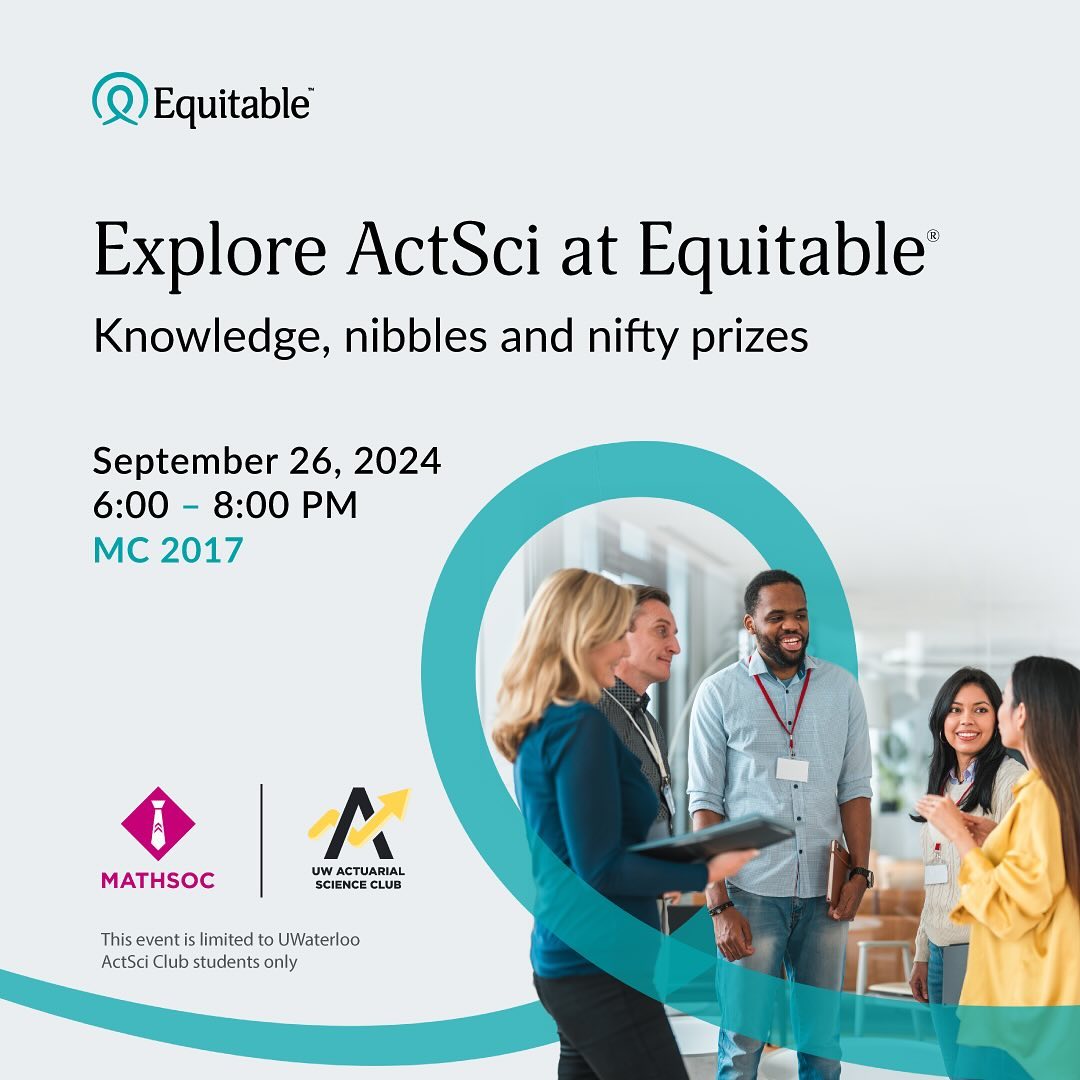 Equitable™
Explore ActSci at Equitable®
Knowledge, nibbles and nifty prizes
September 26, 2024
6:00 – 8:00 PM
MC 2017
MATHSOC
UW ACTUARIAL
SCIENCE CLUB
This event is limited to UWaterloo
ActSci Club students only